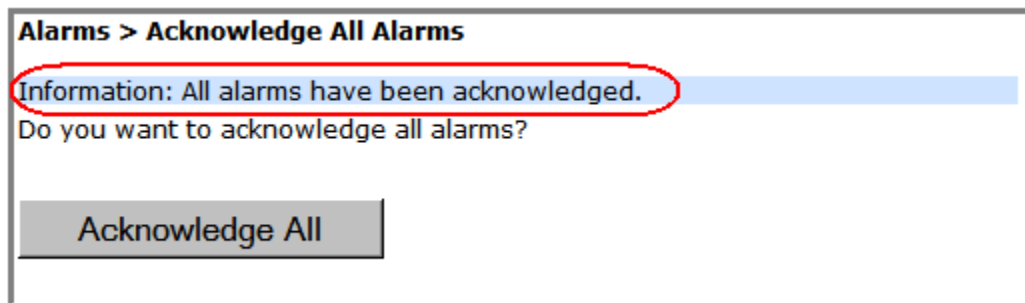 Alarms > Acknowledge All Alarms
Information: All alarms have been acknowledged.
Do you want to acknowledge all alarms?
Acknowledge All